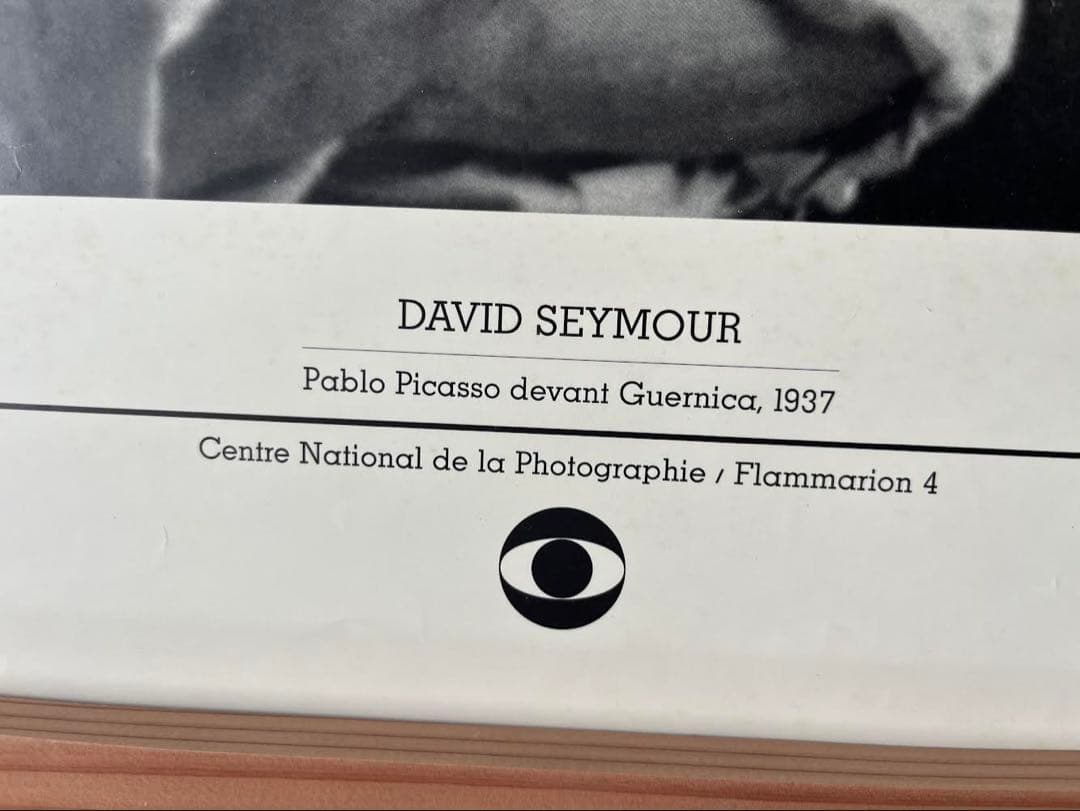 DAVID SEYMOUR
Pablo Picasso devant Guernica, 1937
Centre National de la Photographie / Flammarion 4